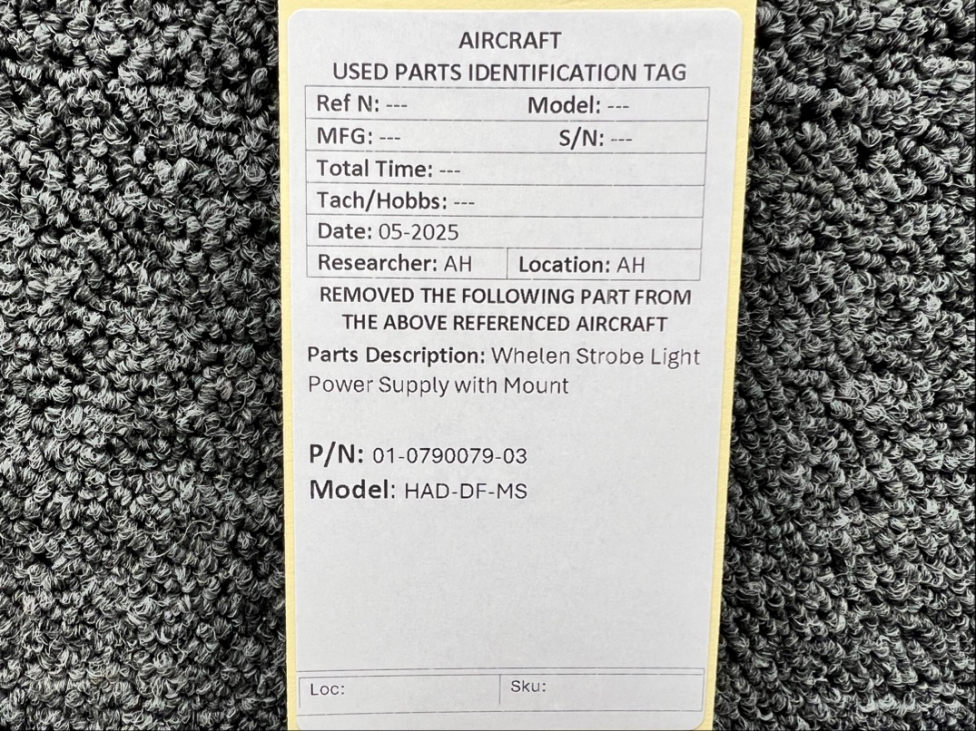 AIRCRAFT
USED PARTS IDENTIFICATION TAG
Ref N: --- Model: ---
MFG: --- S/N: ---
Total Time: ---
Tach/Hobbs: ---
Date: 05-2025
Researcher: AH Location: AH
REMOVED THE FOLLOWING PART FROM
THE ABOVE REFERENCED AIRCRAFT
Parts Description: Whelen Strobe Light
Power Supply with Mount
P/N: 01-0790079-03
Model: HAD-DF-MS
Loc: Sku: